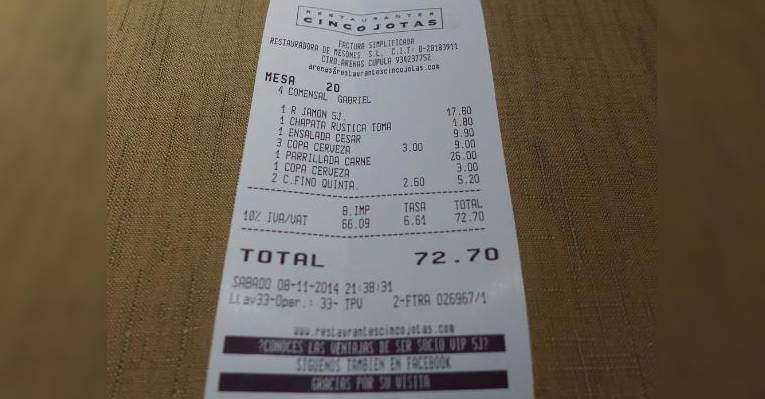 RESTAURANTES
CINCO JOTAS
FACTURA SIMPLIFICADA
RESTAURADORA DE MESONES S.L. C.I.T: B-28183911
CTRO.ARENAS CUPULA 934237752
arenas@restaurantescincojotas.com
MESA 20
4 COMENSAL GABRIEL
1 R JAMON 5J. 17.80
1 CHAPATA RUSTICA TOMA 1.80
1 ENSALADA CESAR 9.90
3 COPA CERVEZA 3.00 9.00
1 PARRILLADA CARNE 26.00
1 COPA CERVEZA 3.00
2 C.FINO QUINTA. 2.60 5.20
B.IMP TASA TOTAL
10% IVA/VAT 66.09 6.61 72.70
TOTAL 72.70
SABADO 08-11-2014 21:38:31
Llav33-Oper.: 33- TPV 2-FTRA 026967/1
www.restaurantescincojotas.com
?CONOCES LAS VENTAJAS DE SER SOCIO VIP 5J?
SIGUENOS TAMBIEN EN FACEBOOK
GRACIAS POR SU VISITA